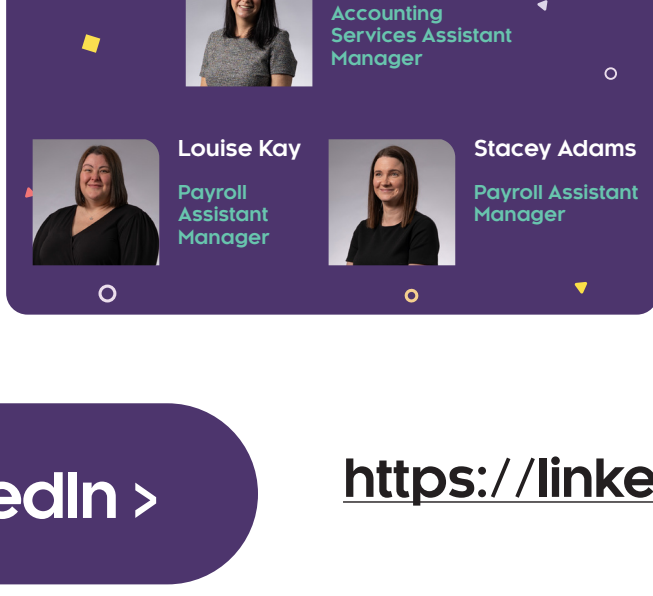 Accounting
Services Assistant
Manager
Louise Kay
Payroll
Assistant
Manager
Stacey Adams
Payroll Assistant
Manager
edIn >
https://linke